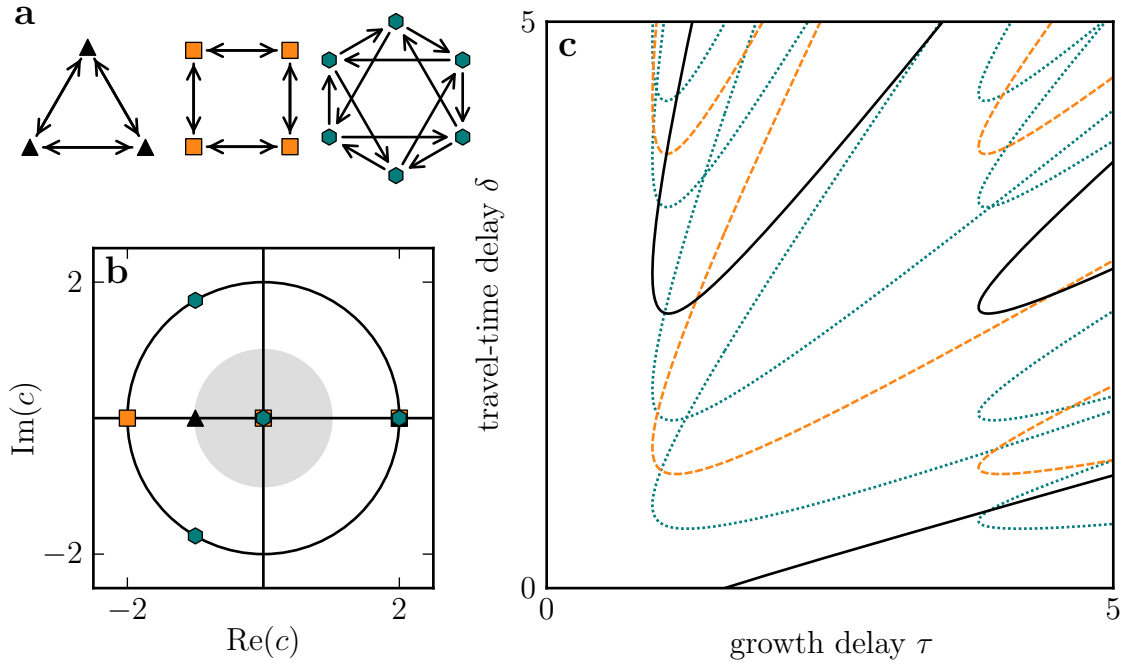 a
b
2
−2
Im(c)
−2
2
Re(c)
c
5
0
travel-time delay δ
0
5
growth delay τ